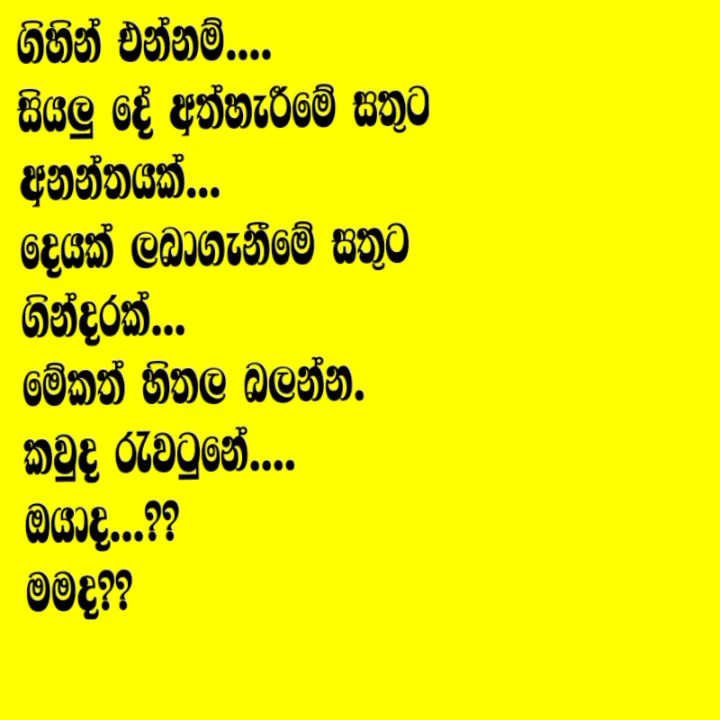 ගිහින් එන්නම්....
සියලු දේ අත්හැරීමේ සතුට
අනන්තයක්...
දෙයක් ලබාගැනීමේ සතුට
ගින්දරක්...
මේකත් හිතල බලන්න.
කවුද රැවටුනේ....
ඔයාද...??
මමද??